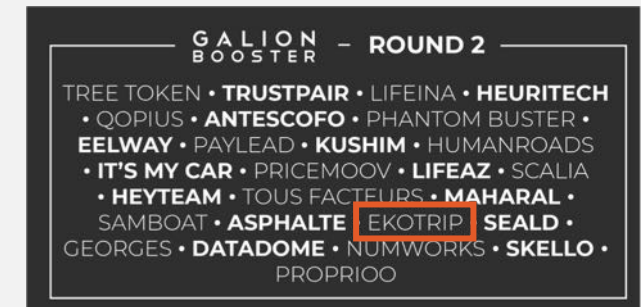 GALION BOOSTER – ROUND 2
TREE TOKEN • TRUSTPAIR • LIFEINA • HEURITECH
• QOPIUS • ANTESCOFO • PHANTOM BUSTER •
EELWAY • PAYLEAD • KUSHIM • HUMANROADS
• IT'S MY CAR • PRICEMOOV • LIFEAZ • SCALIA
• HEYTEAM • TOUS FACTEURS • MAHARAL •
SAMBOAT • ASPHALTE • EKOTRIP • SEALD •
GEORGES • DATADOME • NUMWORKS • SKELLO •
PROPRIOO